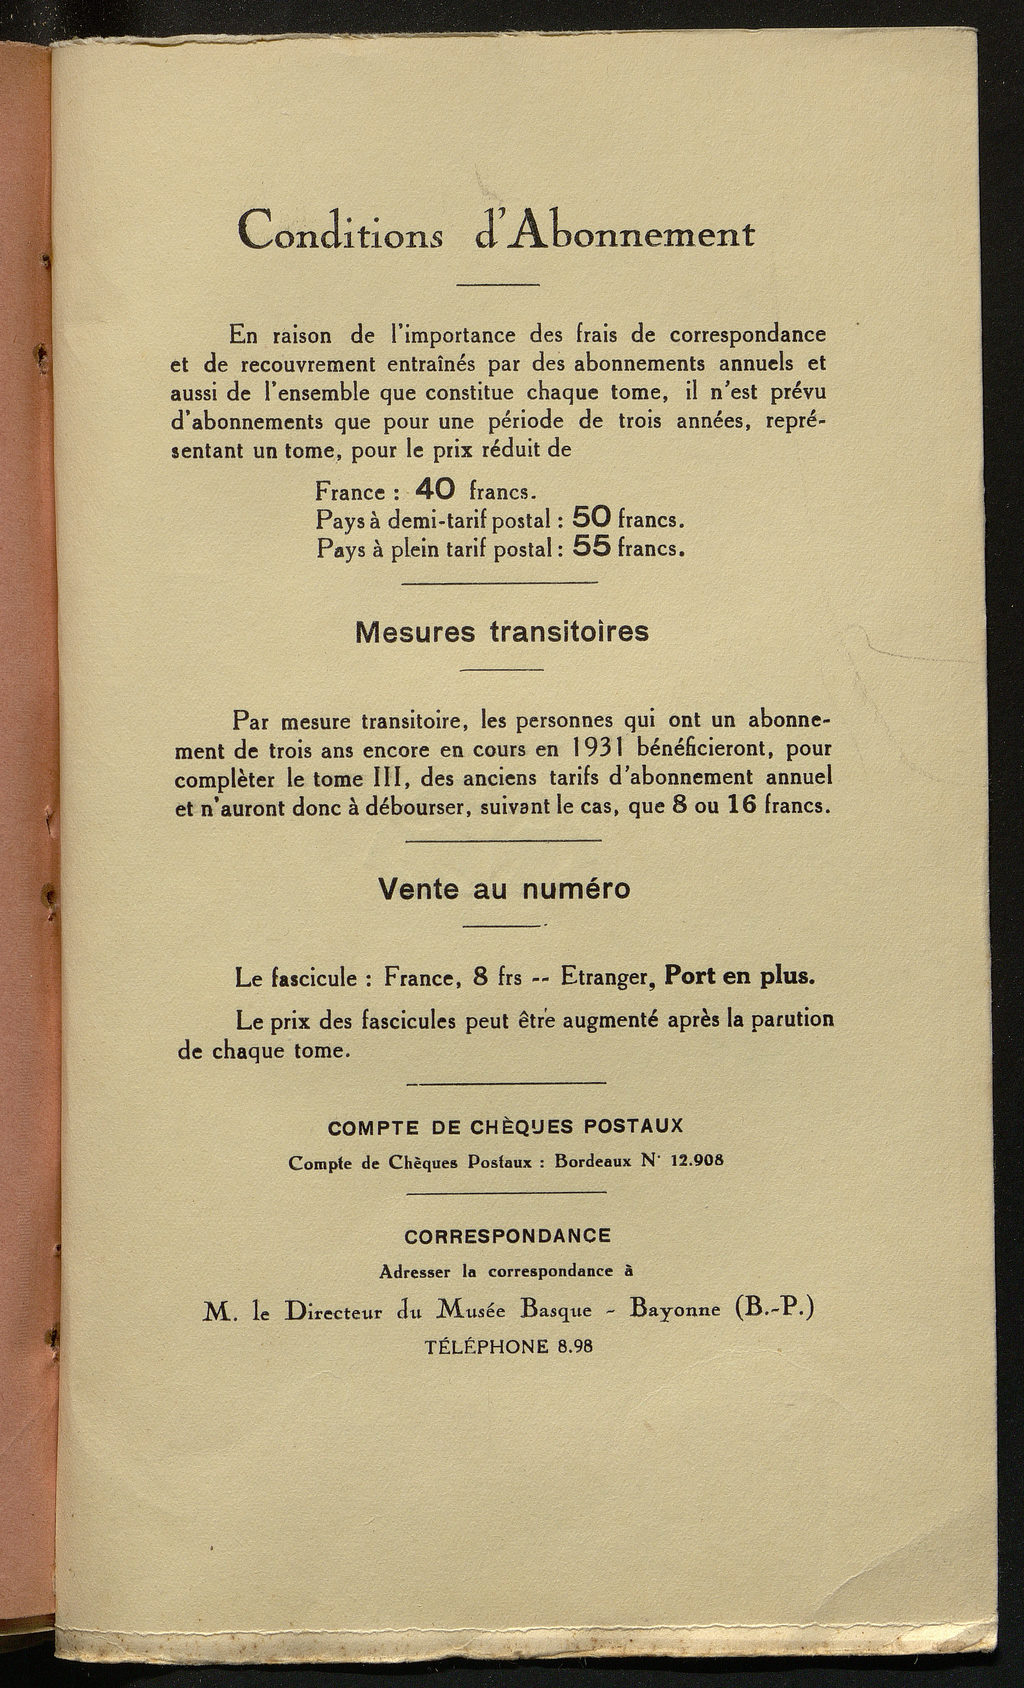 Conditions d'Abonnement
En raison de l'importance des frais de correspondance
et de recouvrement entraînés par des abonnements annuels et
aussi de l'ensemble que constitue chaque tome, il n'est prévu
d'abonnements que pour une période de trois années, repré-
sentant un tome, pour le prix réduit de
France : 40 francs.
Pays à demi-tarif postal : 50 francs.
Pays à plein tarif postal : 55 francs.
Mesures transitoires
Par mesure transitoire, les personnes qui ont un abonne-
ment de trois ans encore en cours en 1931 bénéficieront, pour
complèter le tome III, des anciens tarifs d'abonnement annuel
et n'auront donc à débourser, suivant le cas, que 8 ou 16 francs.
Vente au numéro
Le fascicule : France, 8 frs -- Etranger, Port en plus.
Le prix des fascicules peut être augmenté après la parution
de chaque tome.
COMPTE DE CHÈQUES POSTAUX
Compte de Chèques Postaux : Bordeaux N· 12.908
CORRESPONDANCE
Adresser la correspondance à
M. le Directeur du Musée Basque - Bayonne (B.-P.)
TÉLÉPHONE 8.98